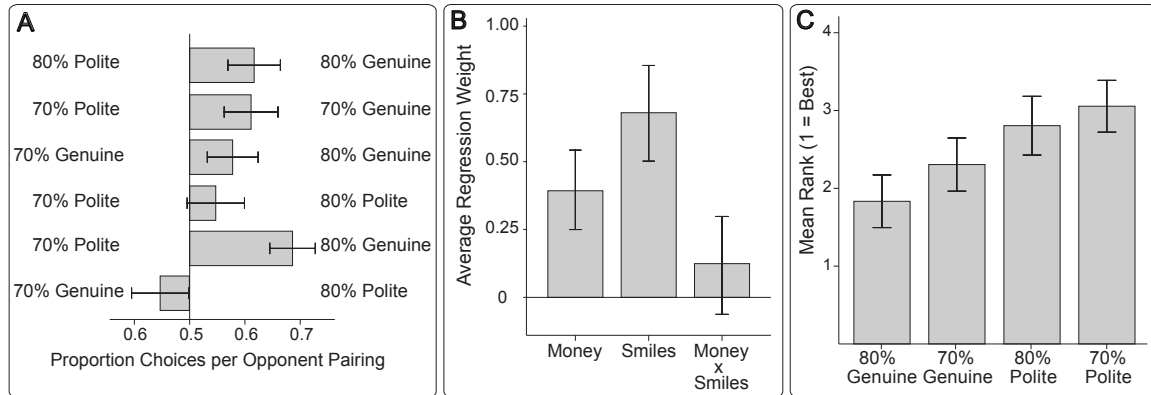 A
80% Polite 80% Genuine
70% Polite 70% Genuine
70% Genuine 80% Genuine
70% Polite 80% Polite
70% Polite 80% Genuine
70% Genuine 80% Polite
0.6 0.5 0.6 0.7
Proportion Choices per Opponent Pairing
B
Average Regression Weight
1.00
0.75
0.50
0.25
0
Money Smiles Money
x
Smiles
C
Mean Rank (1 = Best)
4
3
2
1
80% 70% 80% 70%
Genuine Genuine Polite Polite